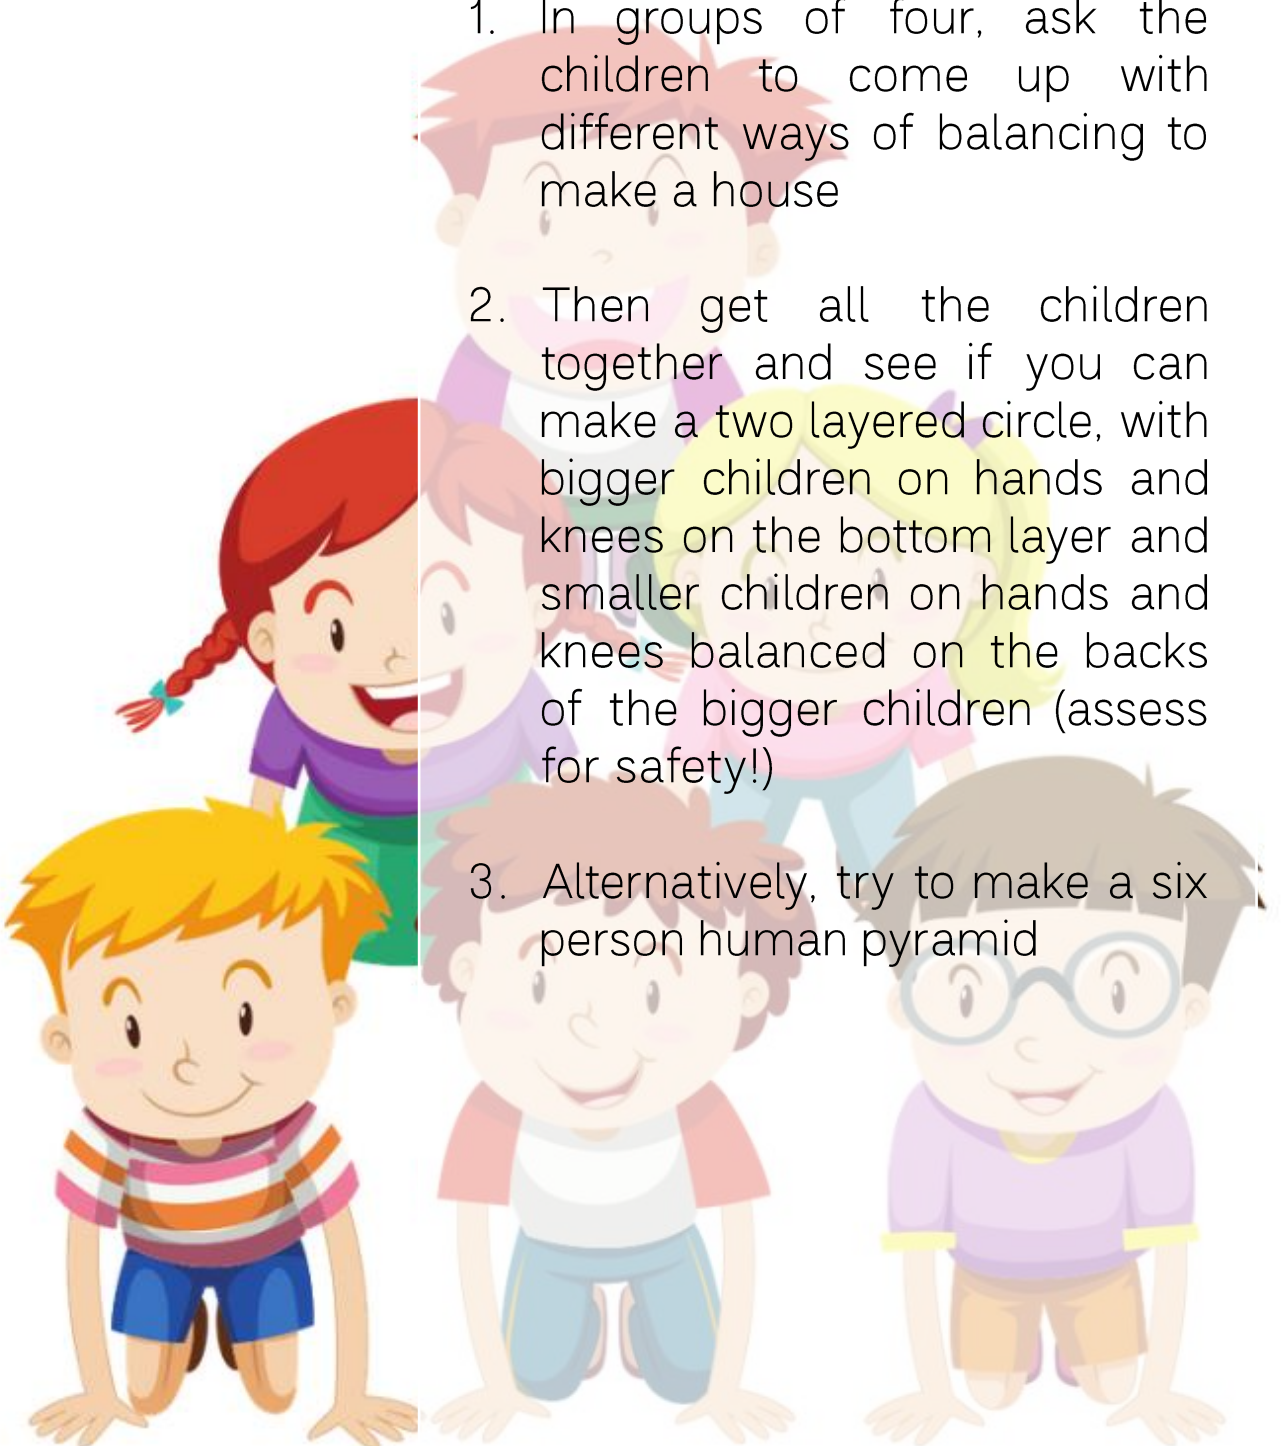 1. In groups of four, ask the
children to come up with
different ways of balancing to
make a house
2. Then get all the children
together and see if you can
make a two layered circle, with
bigger children on hands and
knees on the bottom layer and
smaller children on hands and
knees balanced on the backs
of the bigger children (assess
for safety!)
3. Alternatively, try to make a six
person human pyramid